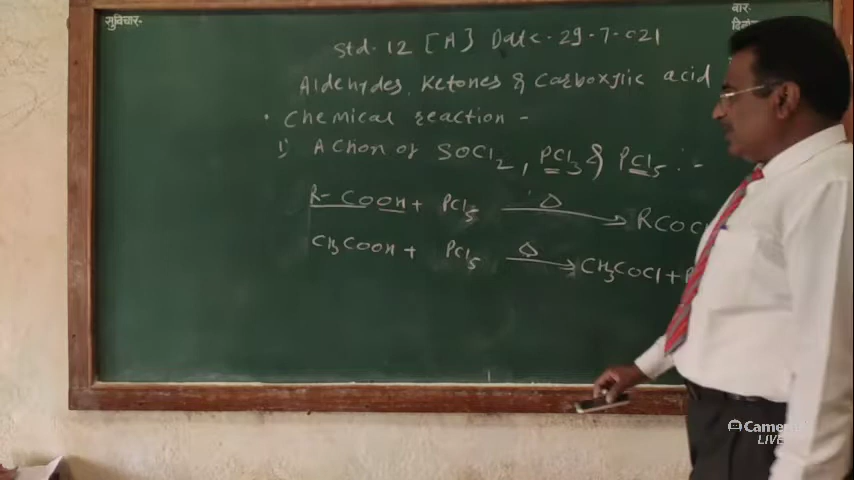 सुविचार-
वार:
Std. 12 [A] Date. 29.7.021
Aldehydes, Ketones & Carboxylic acid
• Chemical reaction -
1) Action of SOCl2, PCl3 & PCl5 :-
R-COOH + PCl5 —Δ→ RCOCl
CH3COOH + PCl5 —Δ→ CH3COCl + P
Camera
LIVE